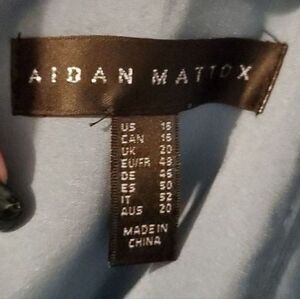 AIDAN MATTOX
US 16
CAN 16
UK 20
EU/FR 48
DE 46
ES 50
IT 52
AUS 20
MADE IN
CHINA